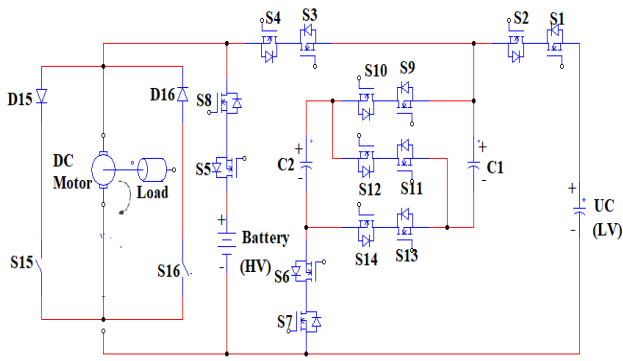 S4 S3 S2 S1
D15 D16 S8 S10 S9
DC
Motor
Load
S5
+
C2
-
S12 S11
+
C1
-
+
UC
(LV)
-
S15 S16
+
Battery
(HV)
-
S14 S13
S6
S7